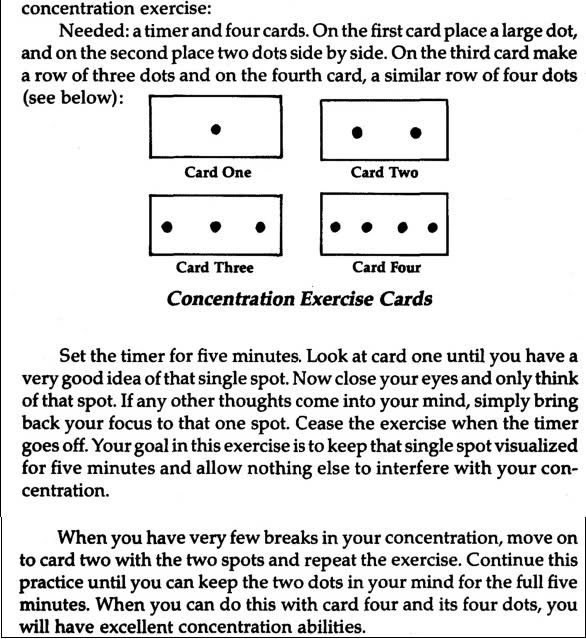 concentration exercise:
Needed: a timer and four cards. On the first card place a large dot,
and on the second place two dots side by side. On the third card make
a row of three dots and on the fourth card, a similar row of four dots
(see below):
Card One
Card Two
Card Three
Card Four
Concentration Exercise Cards
Set the timer for five minutes. Look at card one until you have a
very good idea of that single spot. Now close your eyes and only think
of that spot. If any other thoughts come into your mind, simply bring
back your focus to that one spot. Cease the exercise when the timer
goes off. Your goal in this exercise is to keep that single spot visualized
for five minutes and allow nothing else to interfere with your con-
centration.
When you have very few breaks in your concentration, move on
to card two with the two spots and repeat the exercise. Continue this
practice until you can keep the two dots in your mind for the full five
minutes. When you can do this with card four and its four dots, you
will have excellent concentration abilities.